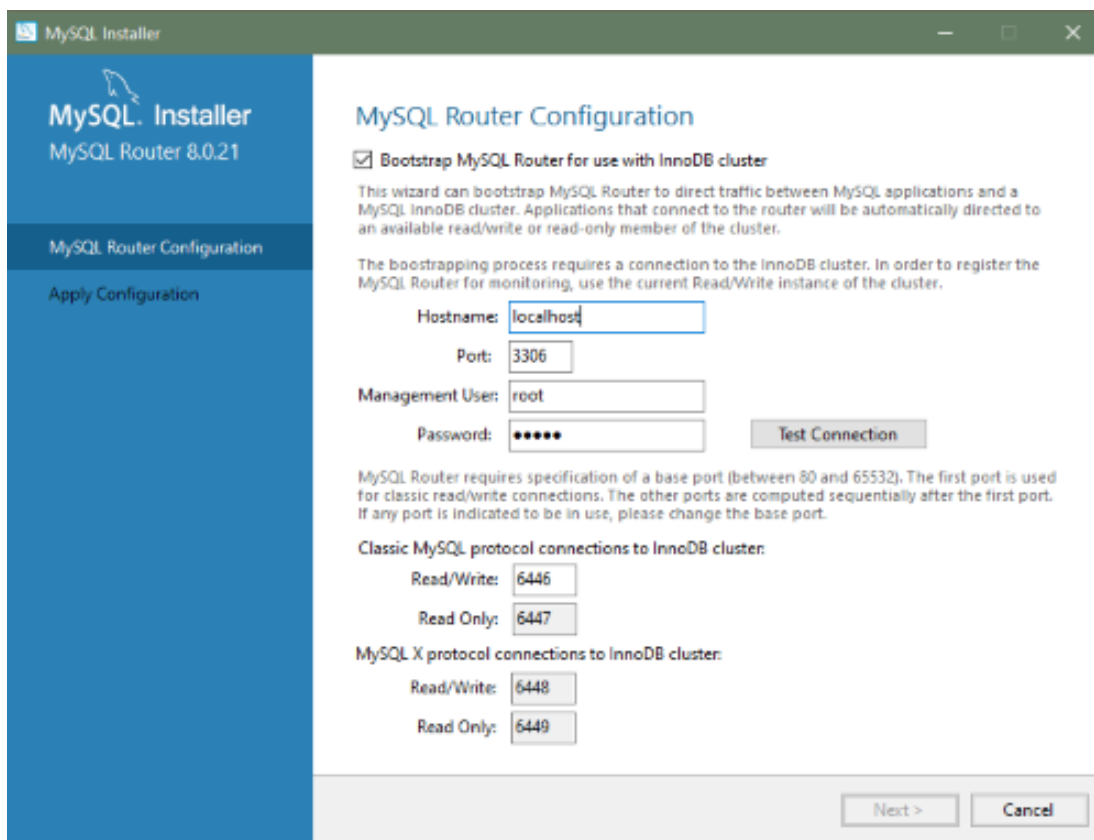 MySQL Installer
MySQL. Installer
MySQL Router 8.0.21
MySQL Router Configuration
Apply Configuration
MySQL Router Configuration
Bootstrap MySQL Router for use with InnoDB cluster
This wizard can bootstrap MySQL Router to direct traffic between MySQL applications and a
MySQL InnoDB cluster. Applications that connect to the router will be automatically directed to
an available read/write or read-only member of the cluster.
The boostrapping process requires a connection to the InnoDB cluster. In order to register the
MySQL Router for monitoring, use the current Read/Write instance of the cluster.
Hostname: localhost
Port: 3306
Management User: root
Password: ●●●●●  Test Connection
MySQL Router requires specification of a base port (between 80 and 65532). The first port is used
for classic read/write connections. The other ports are computed sequentially after the first port.
If any port is indicated to be in use, please change the base port.
Classic MySQL protocol connections to InnoDB cluster:
Read/Write: 6446
Read Only: 6447
MySQL X protocol connections to InnoDB cluster:
Read/Write: 6448
Read Only: 6449
Next > Cancel